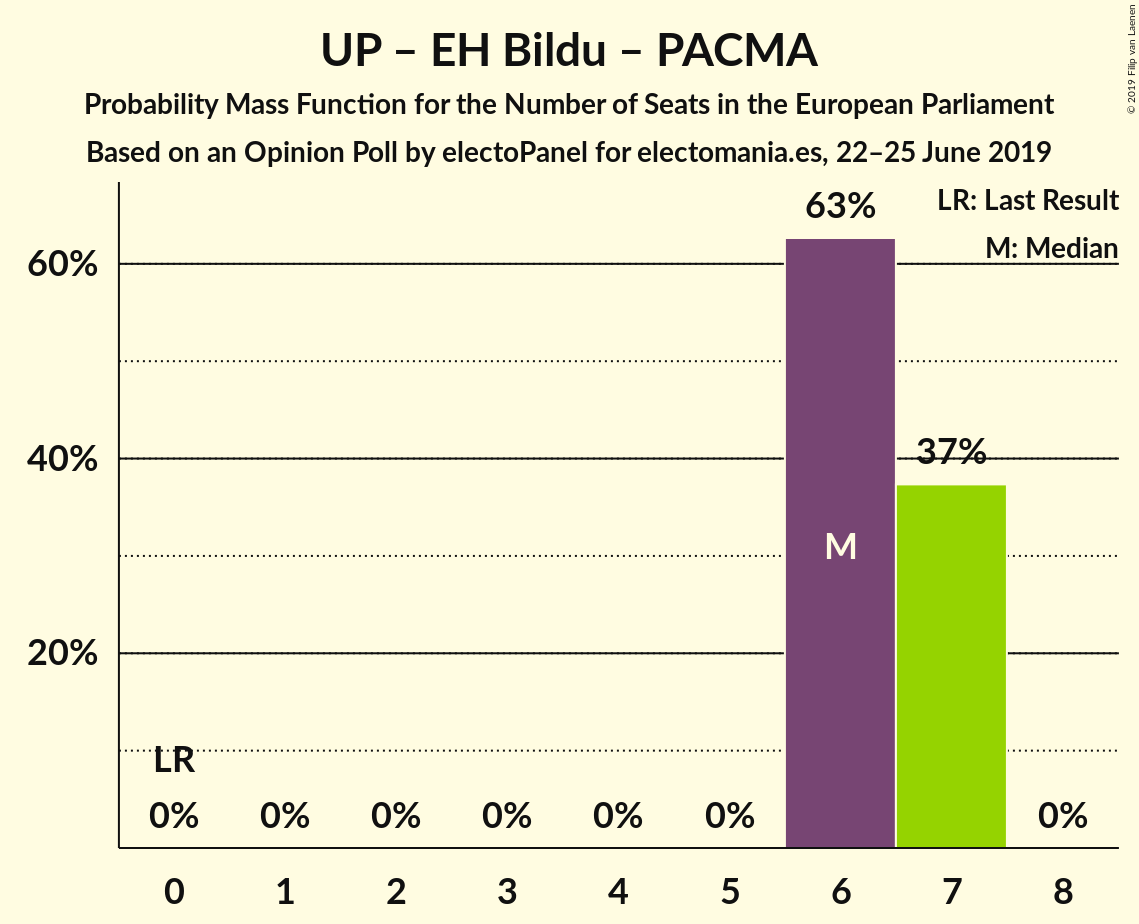 UP – EH Bildu – PACMA
Probability Mass Function for the Number of Seats in the European Parliament
Based on an Opinion Poll by electoPanel for electomania.es, 22–25 June 2019
© 2019 Filip van Laenen
LR: Last Result
M: Median
63%
60%
37%
40%
M
20%
LR
0% 0% 0% 0% 0% 0% 0%
0 1 2 3 4 5 6 7 8